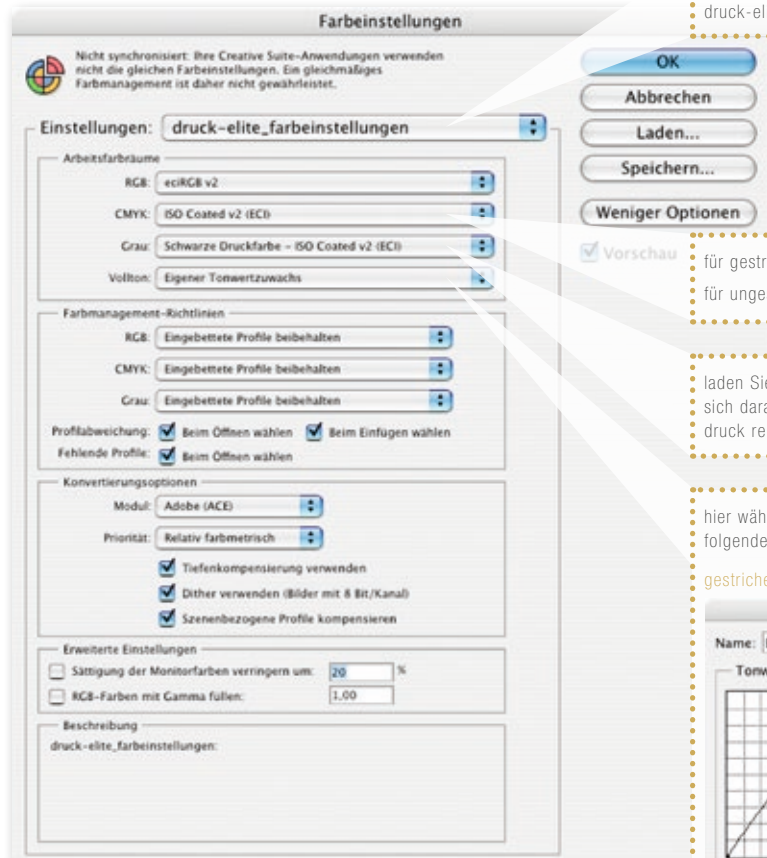 Farbeinstellungen
Nicht synchronisiert: Ihre Creative Suite-Anwendungen verwenden
nicht die gleichen Farbeinstellungen. Ein gleichmäßiges
Farbmanagement ist daher nicht gewährleistet.
Einstellungen: druck-elite_farbeinstellungen
Arbeitsfarbräume
RGB: eciRGB v2
CMYK: ISO Coated v2 (ECI)
Grau: Schwarze Druckfarbe - ISO Coated v2 (ECI)
Vollton: Eigener Tonwertzuwachs
Farbmanagement-Richtlinien
RGB: Eingebettete Profile beibehalten
CMYK: Eingebettete Profile beibehalten
Grau: Eingebettete Profile beibehalten
Profilabweichung: Beim Öffnen wählen Beim Einfügen wählen
Fehlende Profile: Beim Öffnen wählen
Konvertierungsoptionen
Modul: Adobe (ACE)
Priorität: Relativ farbmetrisch
Tiefenkompensierung verwenden
Dither verwenden (Bilder mit 8 Bit/Kanal)
Szenenbezogene Profile kompensieren
Erweiterte Einstellungen
Sättigung der Monitorfarben verringern um: 20 %
RGB-Farben mit Gamma füllen: 1,00
Beschreibung
druck-elite_farbeinstellungen:
druck-el
OK
Abbrechen
Laden...
Speichern...
Weniger Optionen
Vorschau
für gestr
für unge
laden Sie
sich dara
druck re
hier wäh
folgende
gestriche
Name:
Tonw